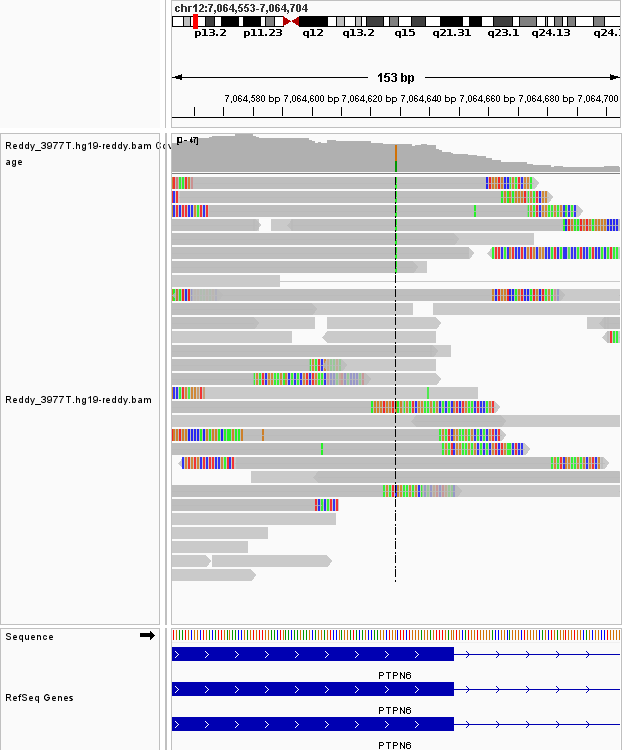 chr12:7,064,553-7,064,704
p13.2 p11.23 q12 q13.2 q15 q21.31 q23.1 q24.13 q24.
153 bp
7,064,580 bp 7,064,600 bp 7,064,620 bp 7,064,640 bp 7,064,660 bp 7,064,680 bp 7,064,700
Reddy_3977T.hg19-reddy.bam
age
Reddy_3977T.hg19-reddy.bam
Sequence
PTPN6
RefSeq Genes
PTPN6
PTPN6